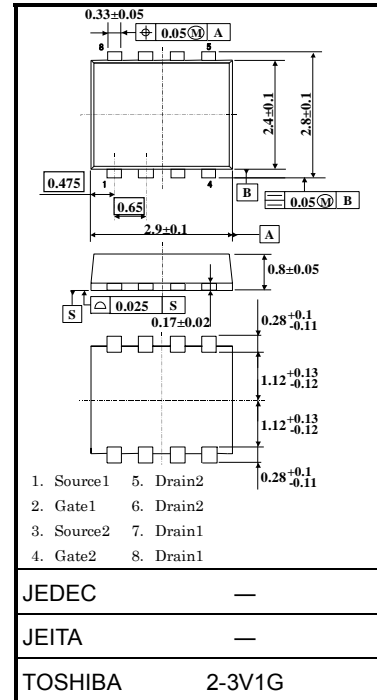 0.33±0.05
⌖ 0.05 Ⓜ A
8 5
2.4±0.1
2.8±0.1
0.475
1 4
B
0.05 Ⓜ B
0.65
2.9±0.1
A
0.8±0.05
S
⌓ 0.025 S
0.17±0.02
0.28 +0.1 -0.11
1.12 +0.13 -0.12
1.12 +0.13 -0.12
0.28 +0.1 -0.11
1. Source1 5. Drain2
2. Gate1 6. Drain2
3. Source2 7. Drain1
4. Gate2 8. Drain1
JEDEC —
JEITA —
TOSHIBA 2-3V1G